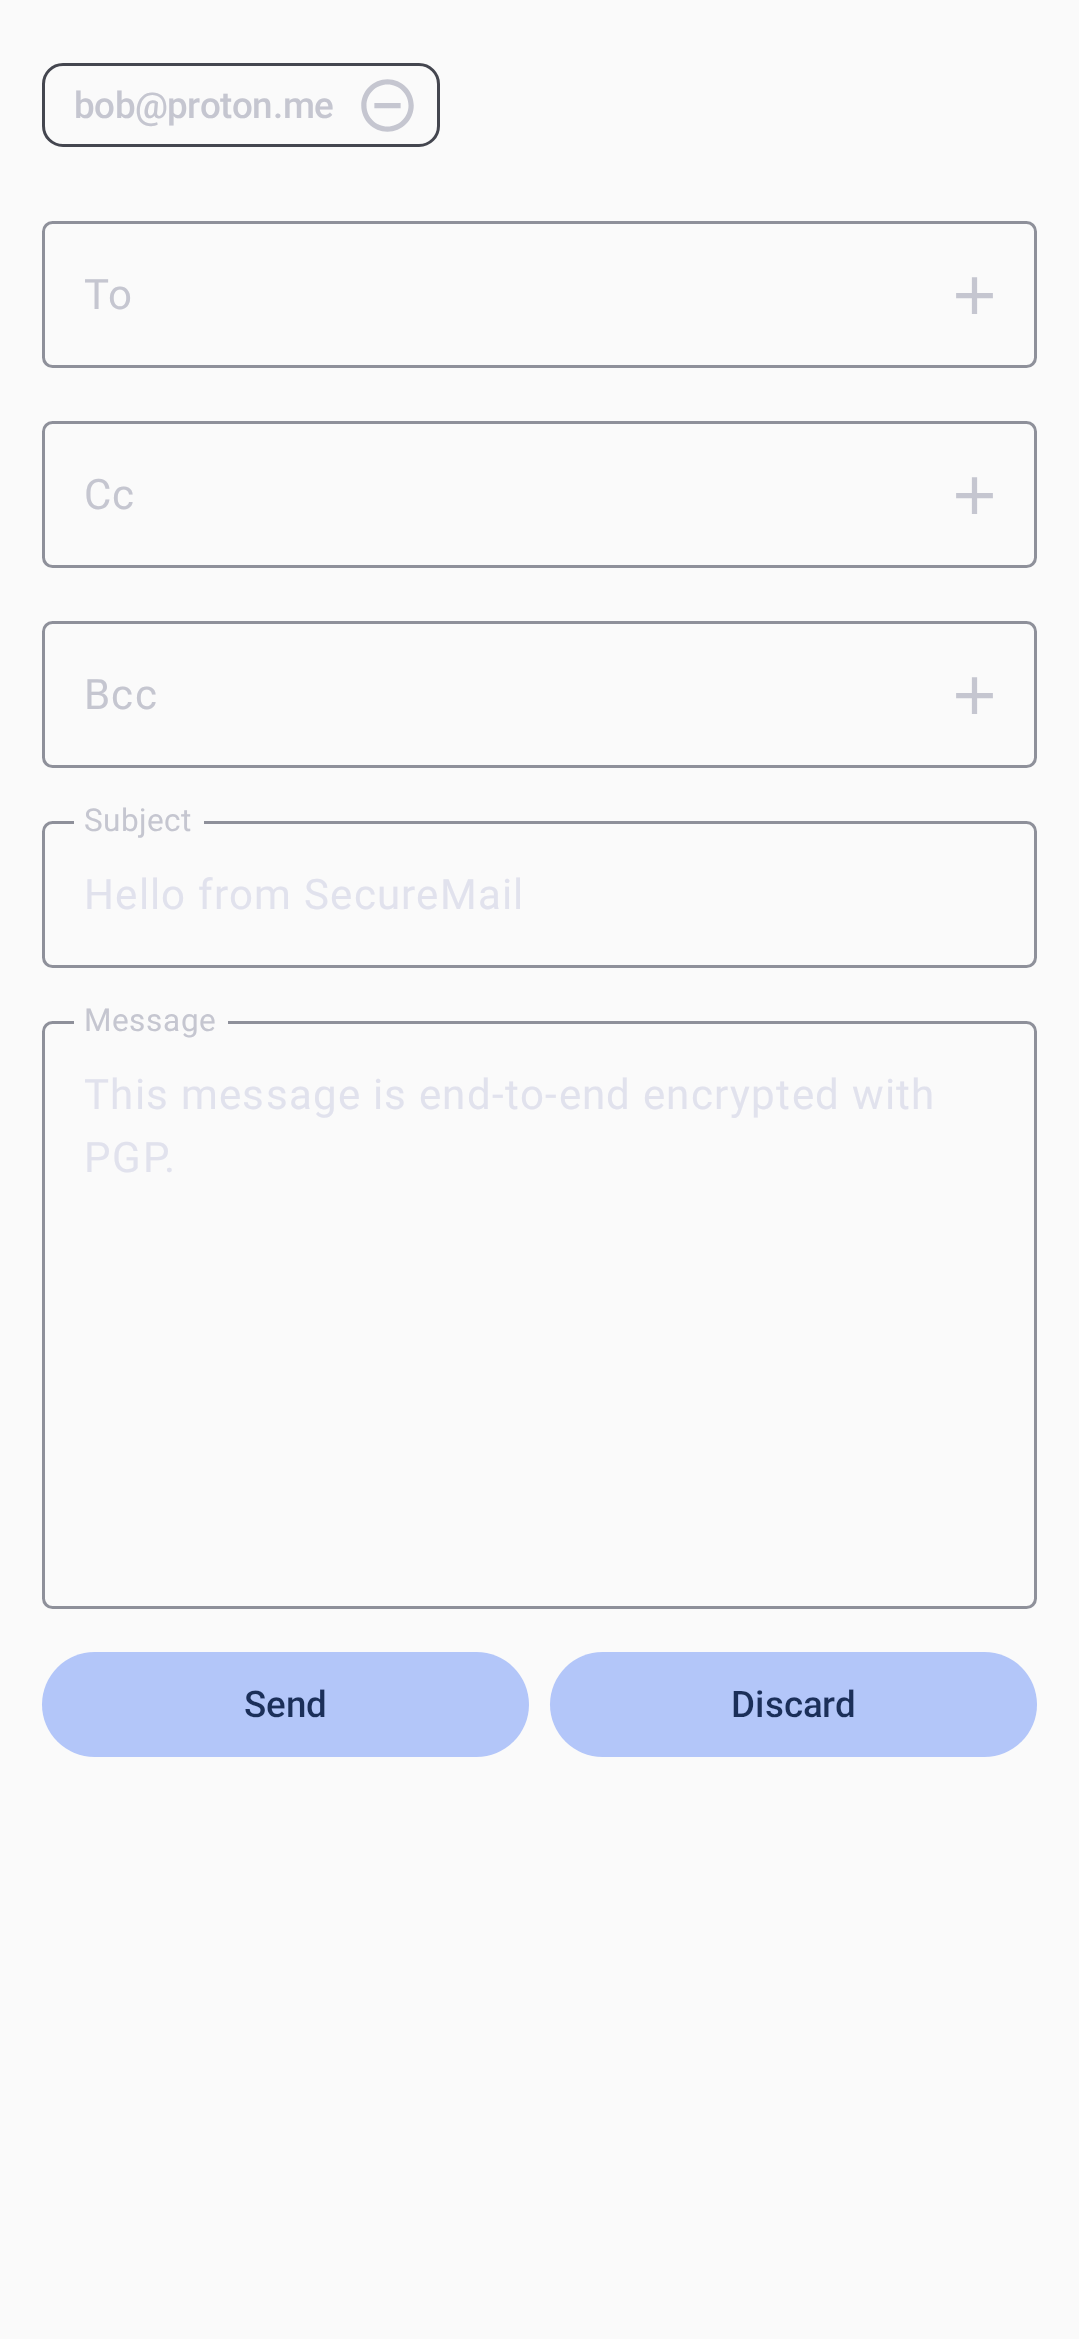 bob@proton.me
To
Cc
Bcc
Subject
Hello from SecureMail
Message
This message is end-to-end encrypted with
PGP.
Send
Discard